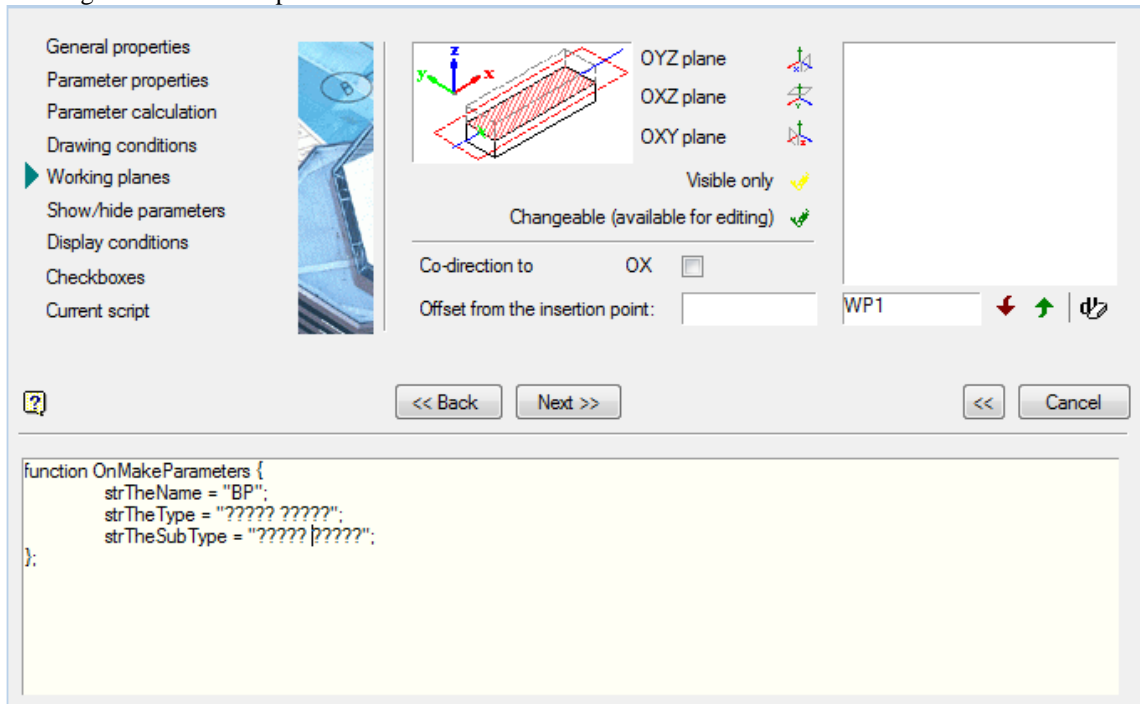 General properties
Parameter properties
Parameter calculation
Drawing conditions
Working planes
Show/hide parameters
Display conditions
Checkboxes
Current script
B
z
y x
OYZ plane
OXZ plane
OXY plane
Visible only
Changeable (available for editing)
Co-direction to OX
Offset from the insertion point:
WP1
<< Back Next >> << Cancel
function OnMakeParameters {
strTheName = "BP";
strTheType = "????? ?????";
strTheSubType = "????? ?????";
};